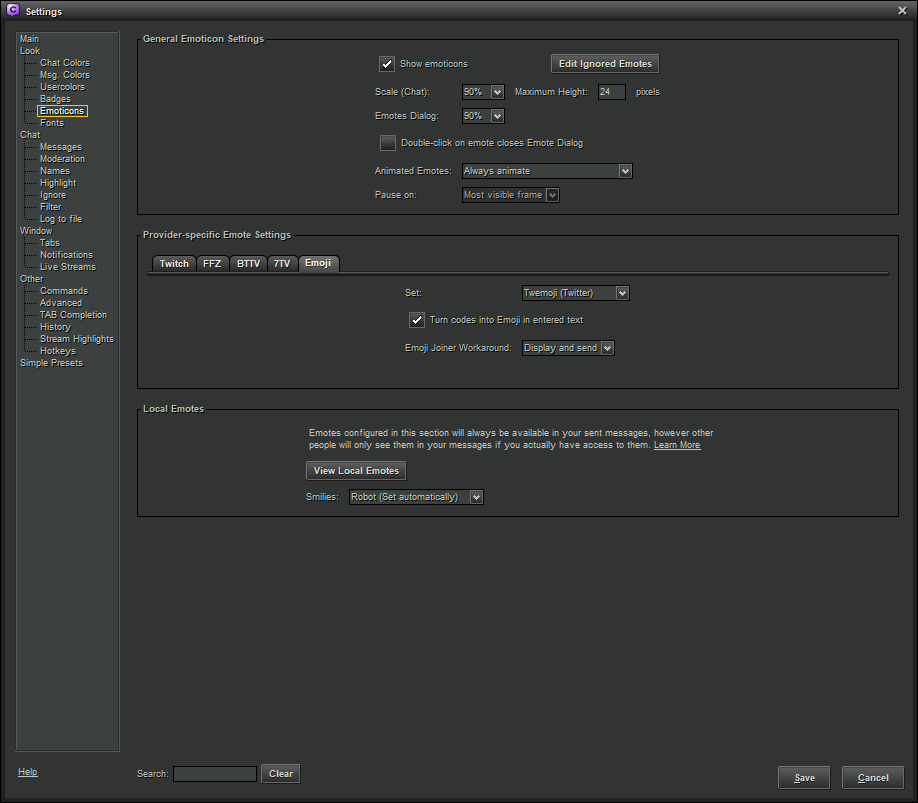 Settings
Main
Look
Chat Colors
Msg. Colors
Usercolors
Badges
Emoticons
Fonts
Chat
Messages
Moderation
Names
Highlight
Ignore
Filter
Log to file
Window
Tabs
Notifications
Live Streams
Other
Commands
Advanced
TAB Completion
History
Stream Highlights
Hotkeys
Simple Presets
General Emoticon Settings
Show emoticons Edit Ignored Emotes
Scale (Chat): 90% Maximum Height: 24 pixels
Emotes Dialog: 90%
Double-click on emote closes Emote Dialog
Animated Emotes: Always animate
Pause on: Most visible frame
Provider-specific Emote Settings
Twitch FFZ BTTV 7TV Emoji
Set: Twemoji (Twitter)
Turn codes into Emoji in entered text
Emoji Joiner Workaround: Display and send
Local Emotes
Emotes configured in this section will always be available in your sent messages, however other
people will only see them in your messages if you actually have access to them. Learn More
View Local Emotes
Smilies: Robot (Set automatically)
Help Search: Clear Save Cancel